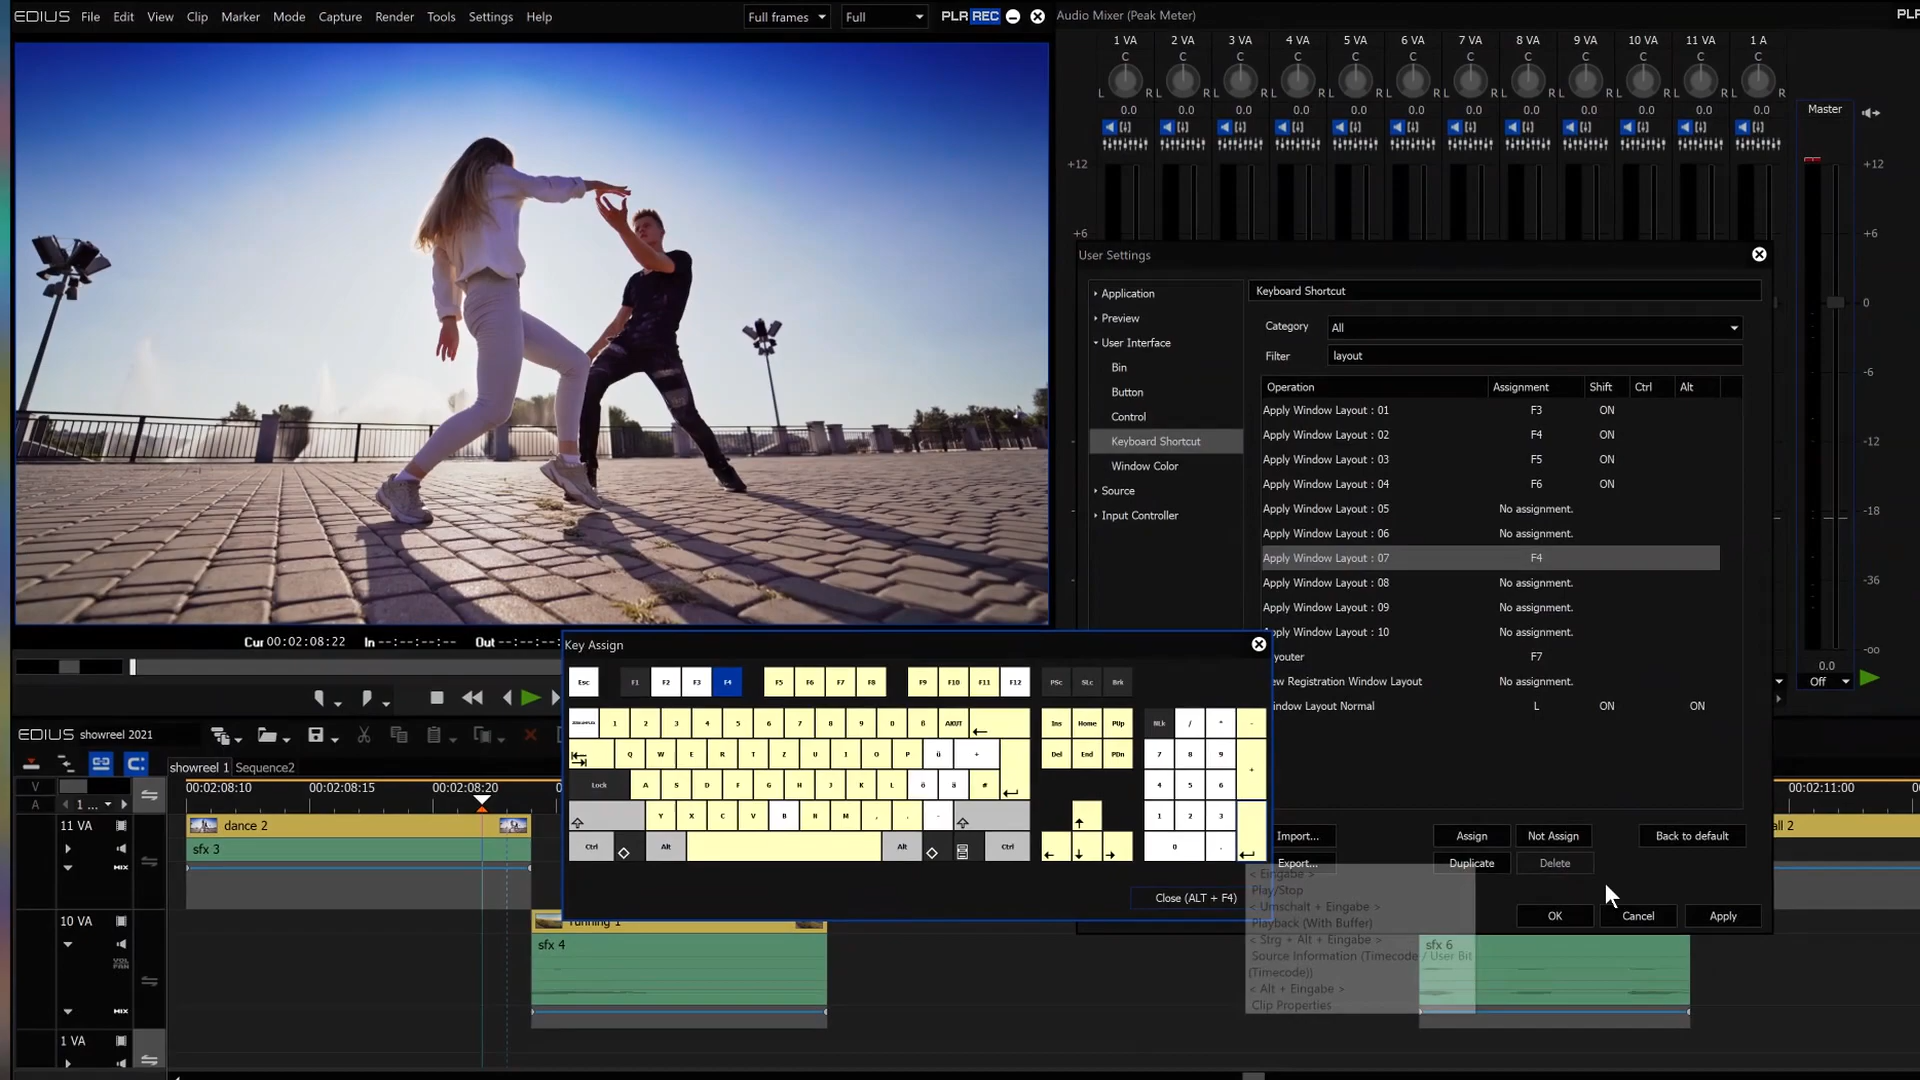 EDIUS File Edit View Clip Marker Mode Capture Render Tools Settings Help Full frames Full PLR REC
Audio Mixer (Peak Meter) PLR
1 VA 2 VA 3 VA 4 VA 5 VA 6 VA 7 VA 8 VA 9 VA 10 VA 11 VA 1 A
C C C C C C C C C C C C
L R L R L R L R L R L R L R L R L R L R L R L R
0.0 0.0 0.0 0.0 0.0 0.0 0.0 0.0 0.0 0.0 0.0 0.0
Master
+12 +12
+6 +6
0
-6
-12
-18
-36
-oo
0.0
Off
User Settings
Application
Preview
User Interface
Bin
Button
Control
Keyboard Shortcut
Window Color
Source
Input Controller
Keyboard Shortcut
Category All
Filter layout
Operation Assignment Shift Ctrl Alt
Apply Window Layout : 01 F3 ON
Apply Window Layout : 02 F4 ON
Apply Window Layout : 03 F5 ON
Apply Window Layout : 04 F6 ON
Apply Window Layout : 05 No assignment.
Apply Window Layout : 06 No assignment.
Apply Window Layout : 07 F4
Apply Window Layout : 08 No assignment.
Apply Window Layout : 09 No assignment.
Apply Window Layout : 10 No assignment.
youter F7
ew Registration Window Layout No assignment.
indow Layout Normal L ON ON
Import... Assign Not Assign Back to default
Export... Duplicate Delete
OK Cancel Apply
Cur 00:02:08:22 In --:--:--:-- Out --:--:--
Key Assign
Esc F1 F2 F3 F4 F5 F6 F7 F8 F9 F10 F11 F12 PSc SLc Brk
1 2 3 4 5 6 7 8 9 0 ß AKUT Ins Home PUp NLk / * -
Q W E R T Z U I O P ü + Del End PDn 7 8 9 +
Lock A S D F G H J K L ö ä # 4 5 6
Y X C V B N M , . - 1 2 3
Ctrl Alt Alt Ctrl 0 .
Close (ALT + F4)
< Eingabe >
Play/Stop
< Umschalt + Eingabe >
Playback (With Buffer)
< Strg + Alt + Eingabe >
Source Information (Timecode / User Bit
(Timecode))
< Alt + Eingabe >
Clip Properties
EDIUS showreel 2021
showreel 1 Sequence2
00:02:08:10 00:02:08:15 00:02:08:20 00:02:11:00
V
A 1 ...
11 VA dance 2 all 2
sfx 3
MIX
10 VA running 1
sfx 4 sfx 6
VOL
PAN
MIX
1 VA